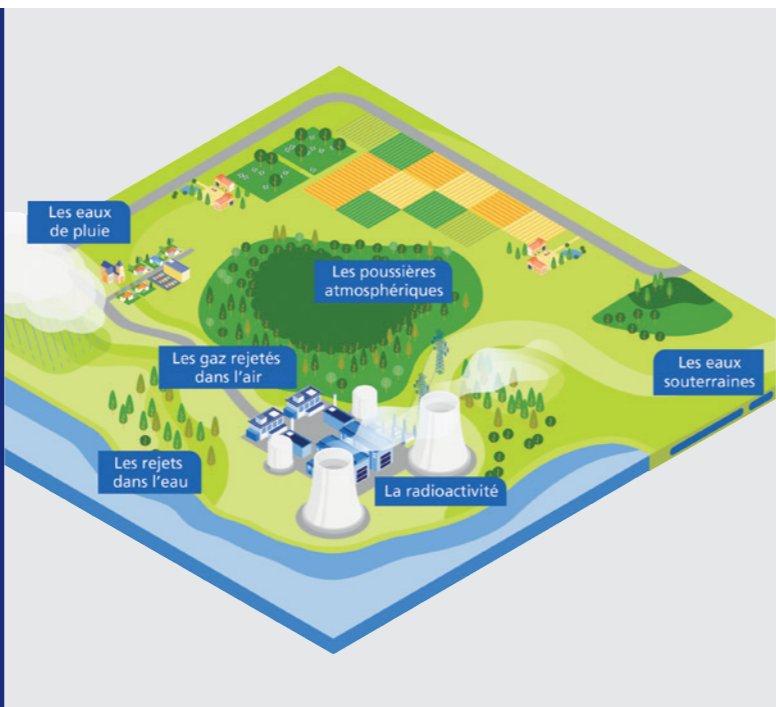 Les eaux
de pluie
Les poussières
atmosphériques
Les gaz rejetés
dans l'air
Les eaux
souterraines
Les rejets
dans l'eau
La radioactivité